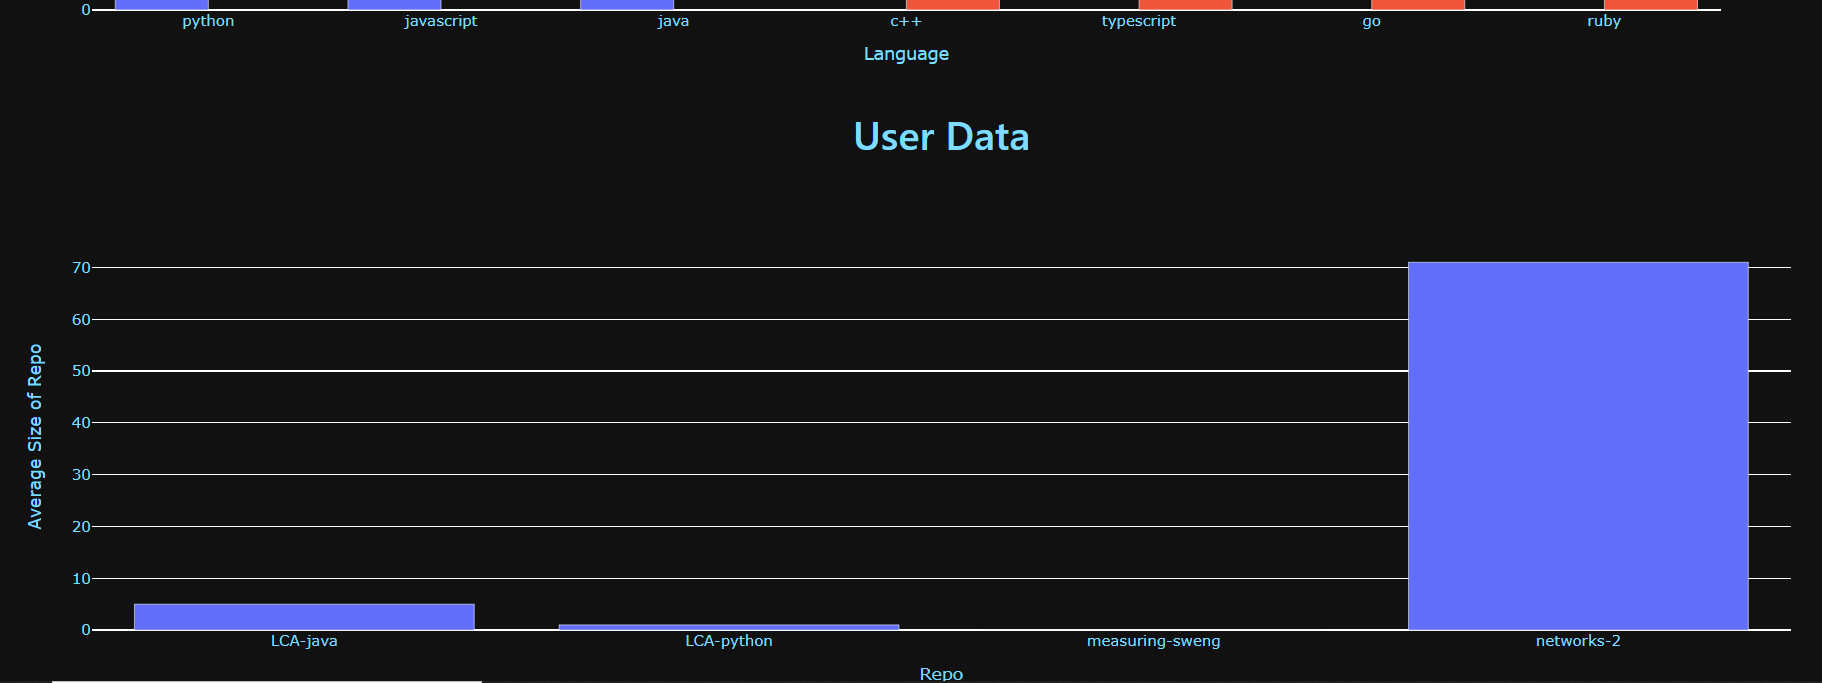 0
python javascript java c++ typescript go ruby
Language
User Data
70
60
50
40
30
20
10
0
Average Size of Repo
LCA-java LCA-python measuring-sweng networks-2
Repo